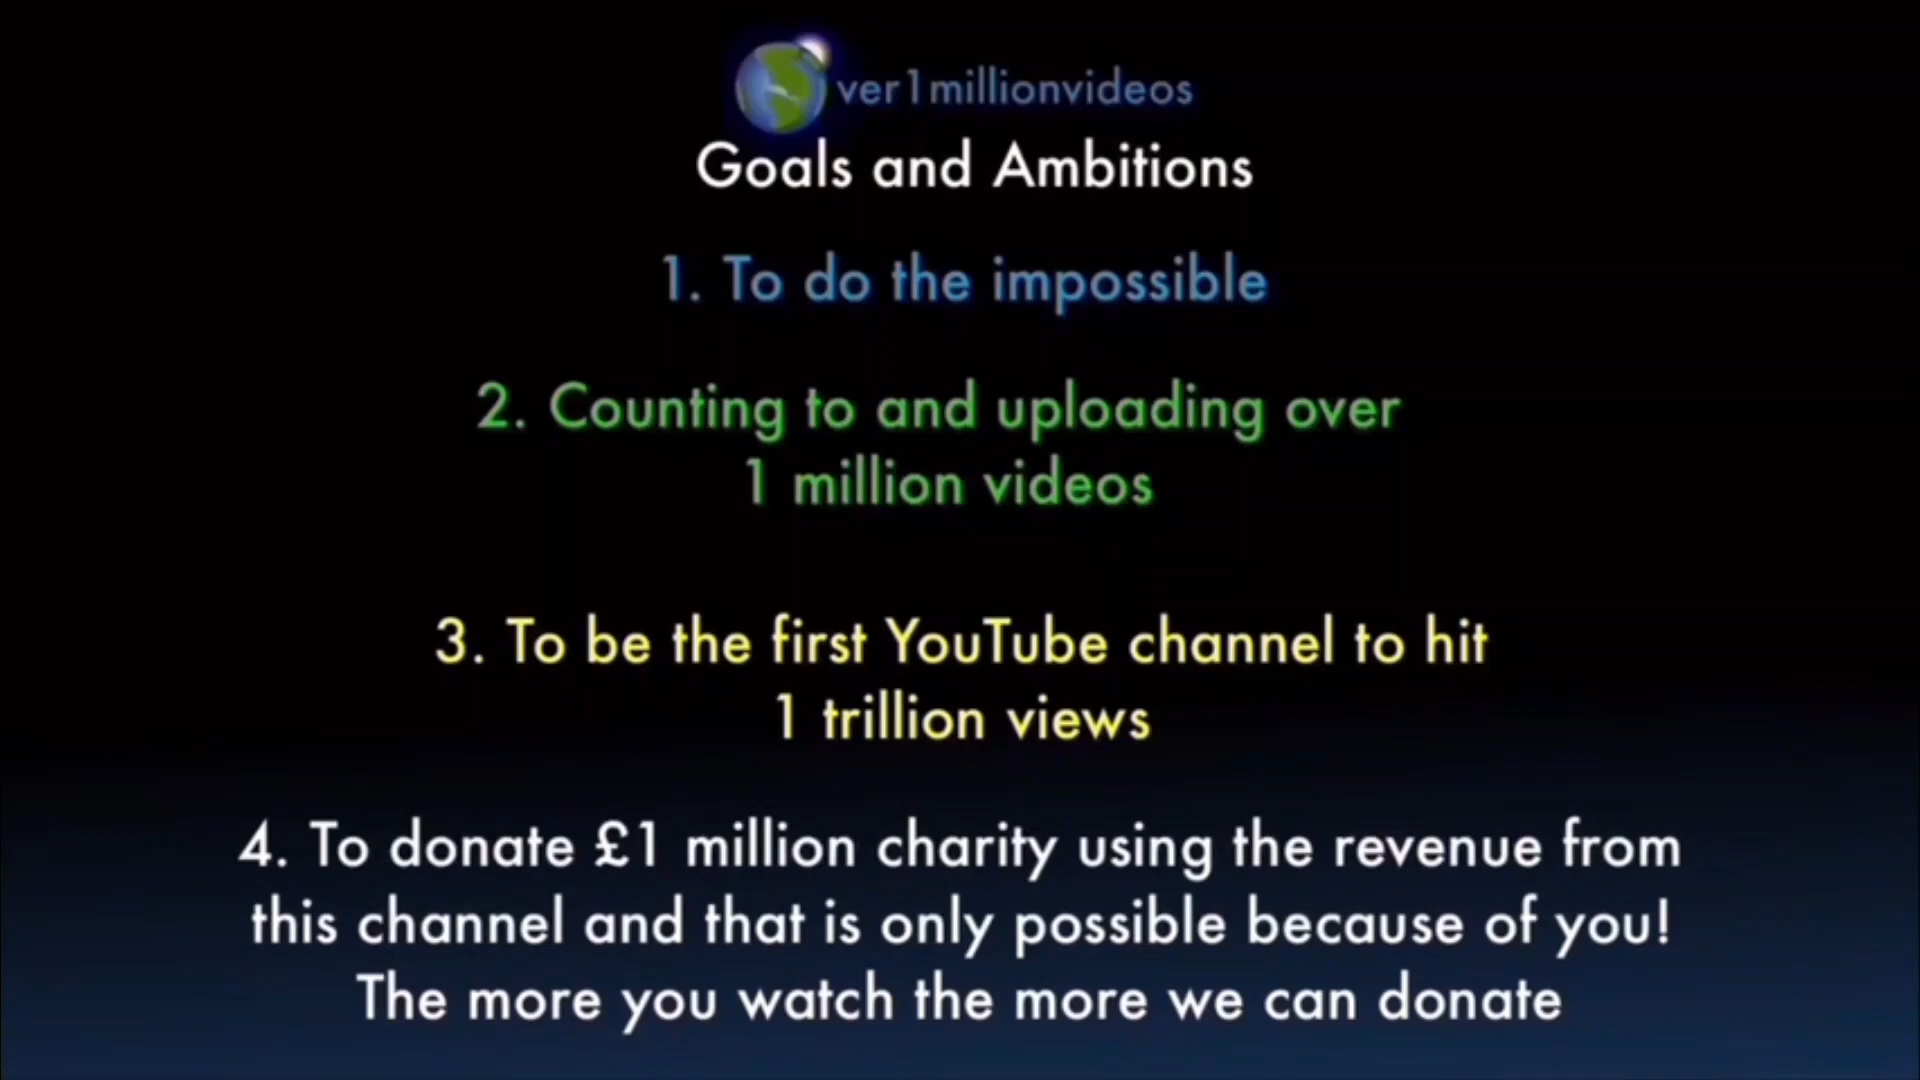 ver1millionvideos
Goals and Ambitions
1. To do the impossible
2. Counting to and uploading over
1 million videos
3. To be the first YouTube channel to hit
1 trillion views
4. To donate £1 million charity using the revenue from
this channel and that is only possible because of you!
The more you watch the more we can donate